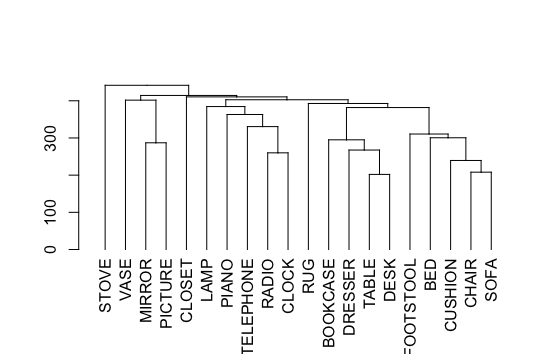 300
100
0
STOVE
VASE
MIRROR
PICTURE
CLOSET
LAMP
PIANO
TELEPHONE
RADIO
CLOCK
RUG
BOOKCASE
DRESSER
TABLE
DESK
FOOTSTOOL
BED
CUSHION
CHAIR
SOFA